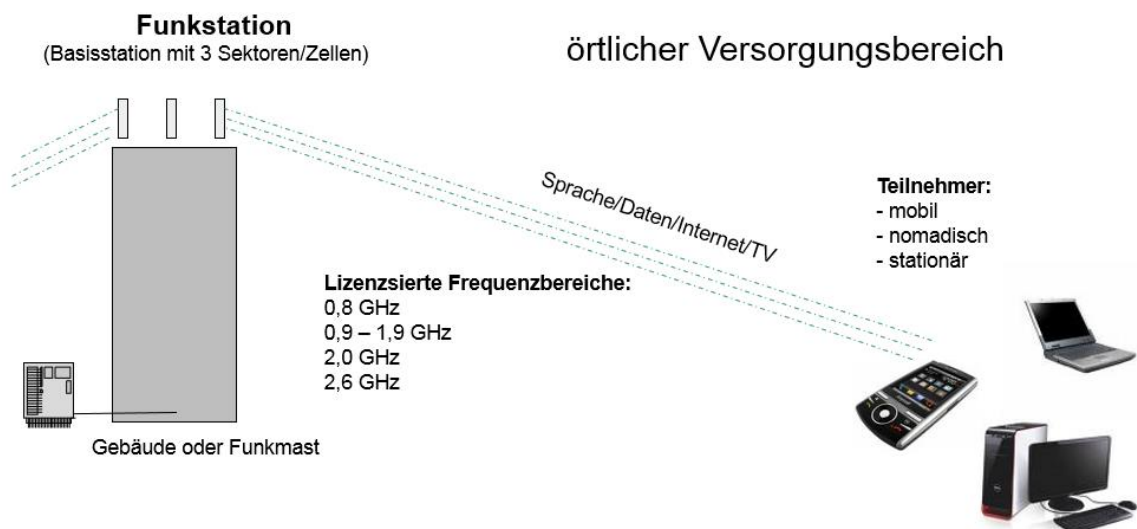 Funkstation
(Basisstation mit 3 Sektoren/Zellen)
örtlicher Versorgungsbereich
Sprache/Daten/Internet/TV
Teilnehmer:
- mobil
- nomadisch
- stationär
Lizenzsierte Frequenzbereiche:
0,8 GHz
0,9 – 1,9 GHz
2,0 GHz
2,6 GHz
Gebäude oder Funkmast